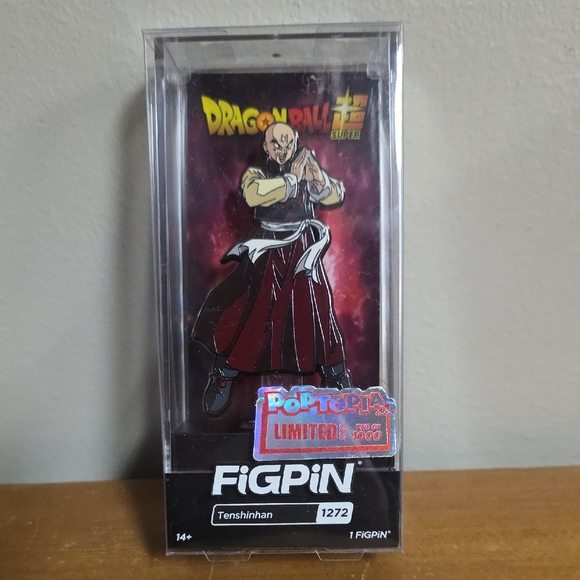 DRAGON BALL 超
SUPER
POPTOPIA
LIMITED
1000
FiGPiN®
Tenshinhan 1272
14+ 1 FiGPiN®